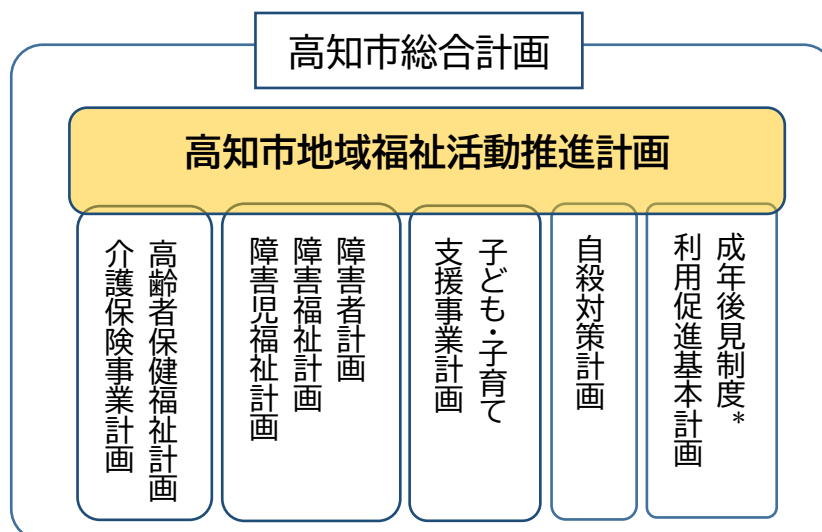 高知市総合計画
高知市地域福祉活動推進計画
高齢者保健福祉計画
介護保険事業計画
障害者計画
障害福祉計画
障害児福祉計画
子ども・子育て
支援事業計画
自殺対策計画
成年後見制度*
利用促進基本計画